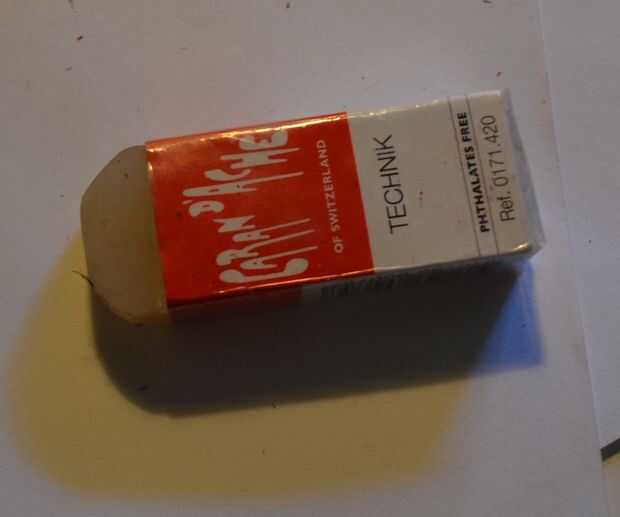 CARAN D'ACHE
OF SWITZERLAND
TECHNIK
PHTHALATES FREE
Ref. 0171.420